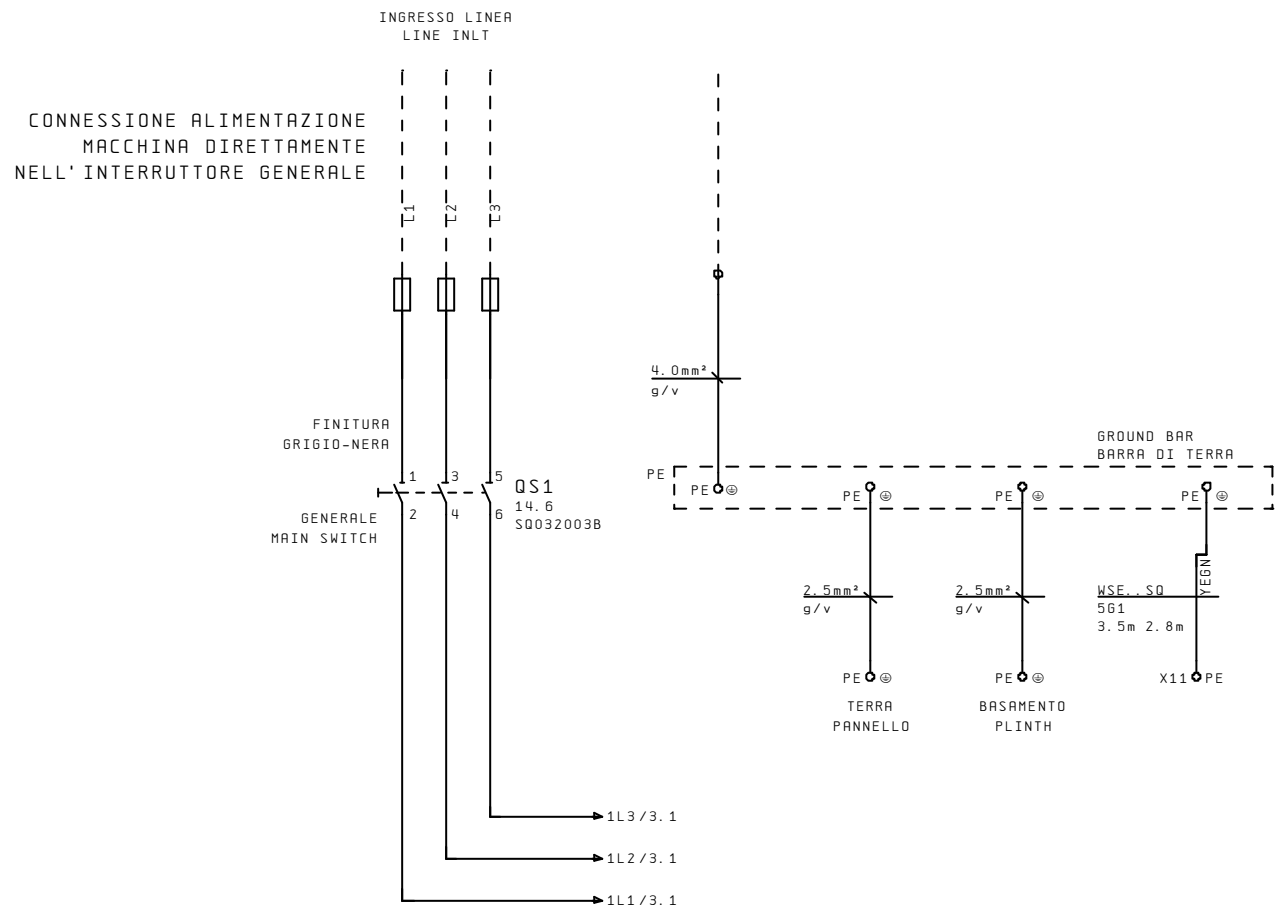 INGRESSO LINEA
LINE INLT
CONNESSIONE ALIMENTAZIONE
MACCHINA DIRETTAMENTE
NELL'INTERRUTTORE GENERALE
L1
L2
L3
4.0mm²
g/v
FINITURA
GRIGIO-NERA
GROUND BAR
BARRA DI TERRA
PE
PE
PE
PE
PE
1
3
5
QS1
14.6
SQ032003B
2
4
6
GENERALE
MAIN SWITCH
2.5mm²
g/v
2.5mm²
g/v
WSE..SQ
5G1
3.5m 2.8m
YEGN
PE
PE
X11
PE
TERRA
PANNELLO
BASAMENTO
PLINTH
1L3/3.1
1L2/3.1
1L1/3.1